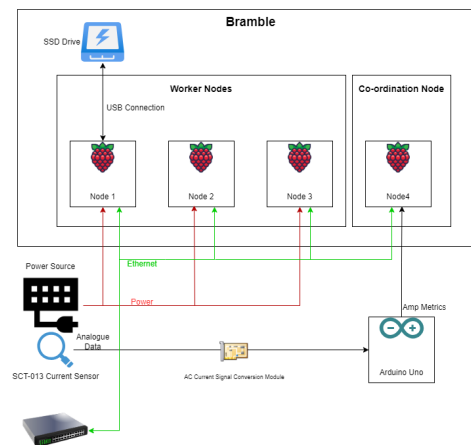 Bramble
SSD Drive
Worker Nodes
Co-ordination Node
USB Connection
Node 1
Node 2
Node 3
Node4
Ethernet
Power Source
Power
Amp Metrics
Analogue
Data
SCT-013 Current Sensor
AC Current Signal Conversion Module
Arduino Uno